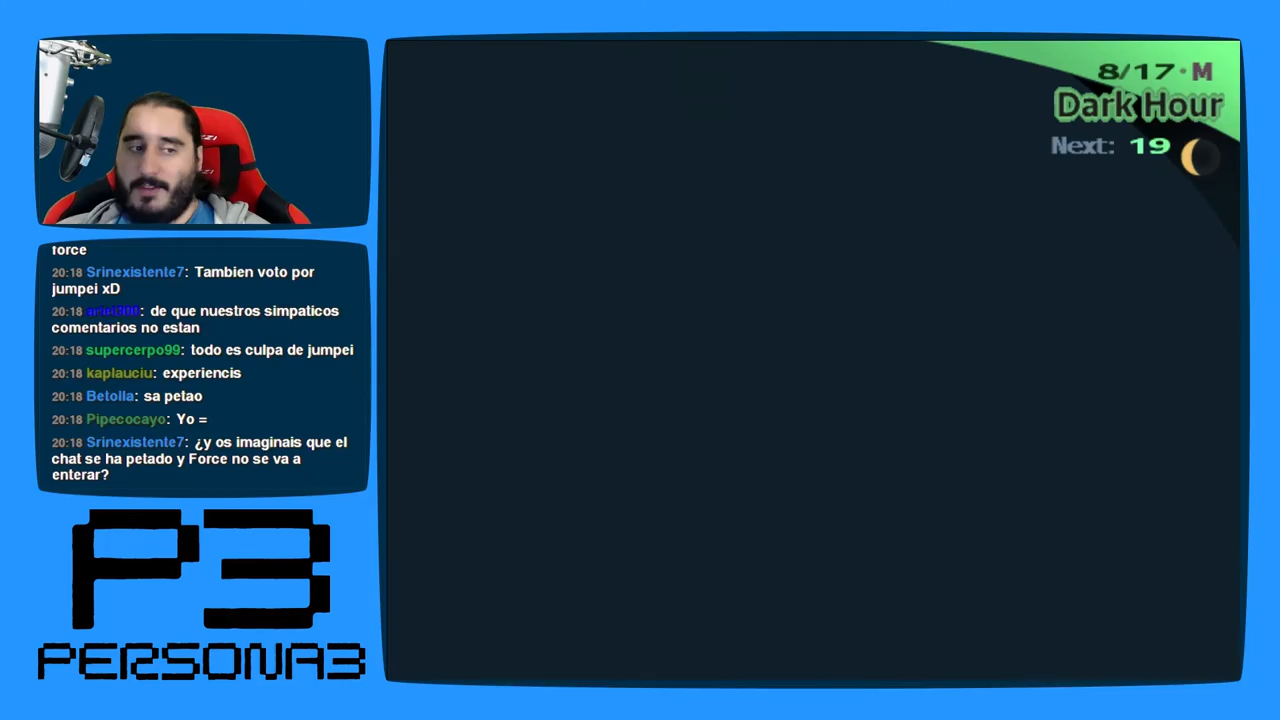 8/17·M
Dark Hour
Next: 19
force
20:18 Srinexistente7: Tambien voto por
jumpei xD
20:18 : de que nuestros simpaticos
comentarios no estan
20:18 supercerpo99: todo es culpa de jumpei
20:18 kaplauciu: experiencis
20:18 Betolla: sa petao
20:18 Pipecocayo: Yo =
20:18 Srinexistente7: ¿y os imaginais que el
chat se ha petado y Force no se va a
enterar?
P3
PERSONA3